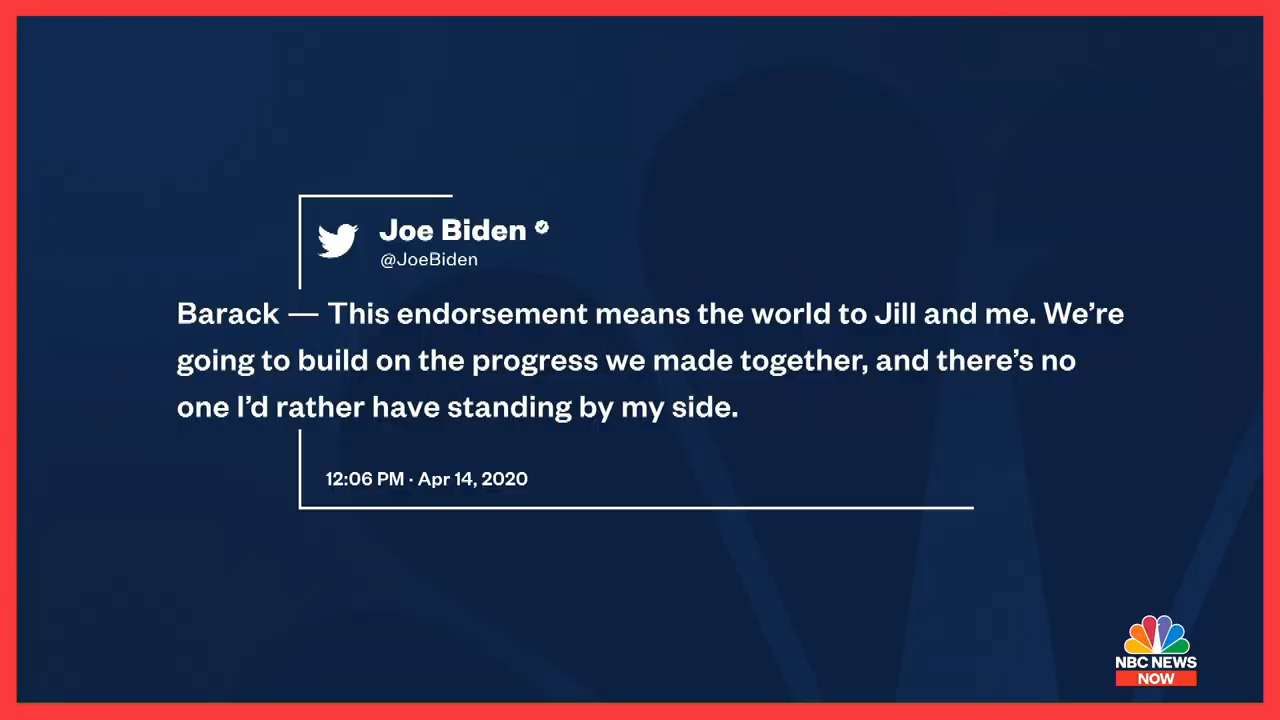 Joe Biden
@JoeBiden
Barack — This endorsement means the world to Jill and me. We’re
going to build on the progress we made together, and there’s no
one I’d rather have standing by my side.
12:06 PM · Apr 14, 2020
NBC NEWS
NOW